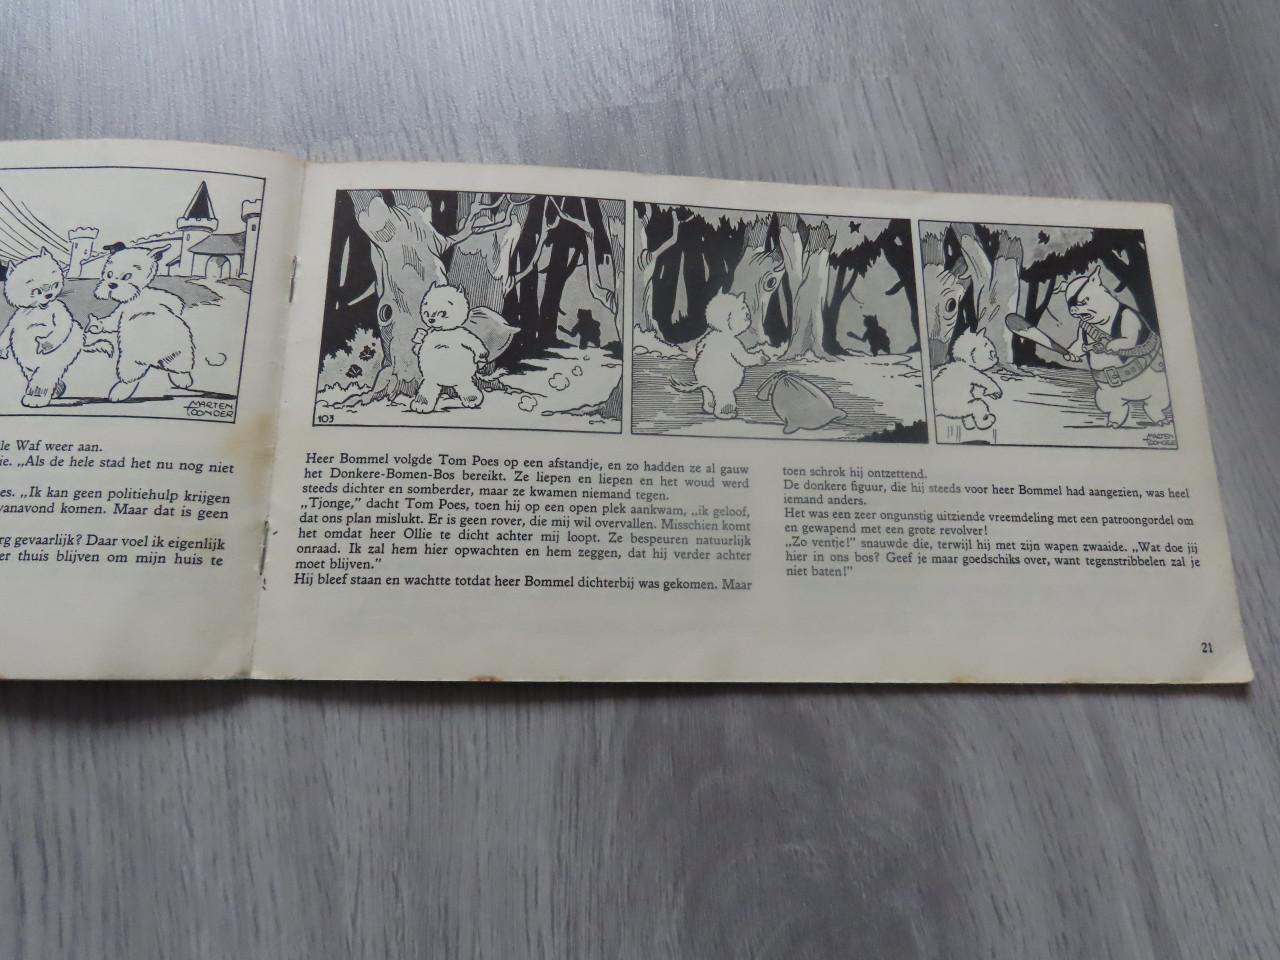 MARTEN
TOONDER
le Waf weer aan.
ie. „Als de hele stad het nu nog niet
es. „Ik kan geen politiehulp krijgen
vanavond komen. Maar dat is geen
rg gevaarlijk? Daar voel ik eigenlijk
er thuis blijven om mijn huis te
103
MARTEN
TOONDER
Heer Bommel volgde Tom Poes op een afstandje, en zo hadden ze al gauw
het Donkere-Bomen-Bos bereikt. Ze liepen en liepen en het woud werd
steeds dichter en somberder, maar ze kwamen niemand tegen.
„Tjonge,” dacht Tom Poes, toen hij op een open plek aankwam, „ik geloof,
dat ons plan mislukt. Er is geen rover, die mij wil overvallen. Misschien komt
het omdat heer Ollie te dicht achter mij loopt. Ze bespeuren natuurlijk
onraad. Ik zal hem hier opwachten en hem zeggen, dat hij verder achter
moet blijven.”
Hij bleef staan en wachtte totdat heer Bommel dichterbij was gekomen. Maar
toen schrok hij ontzettend.
De donkere figuur, die hij steeds voor heer Bommel had aangezien, was heel
iemand anders.
Het was een zeer ongunstig uitziende vreemdeling met een patroongordel om
en gewapend met een grote revolver!
„Zo ventje!” snauwde die, terwijl hij met zijn wapen zwaaide. „Wat doe jij
hier in ons bos? Geef je maar goedschiks over, want tegenstribbelen zal je
niet baten!”
21